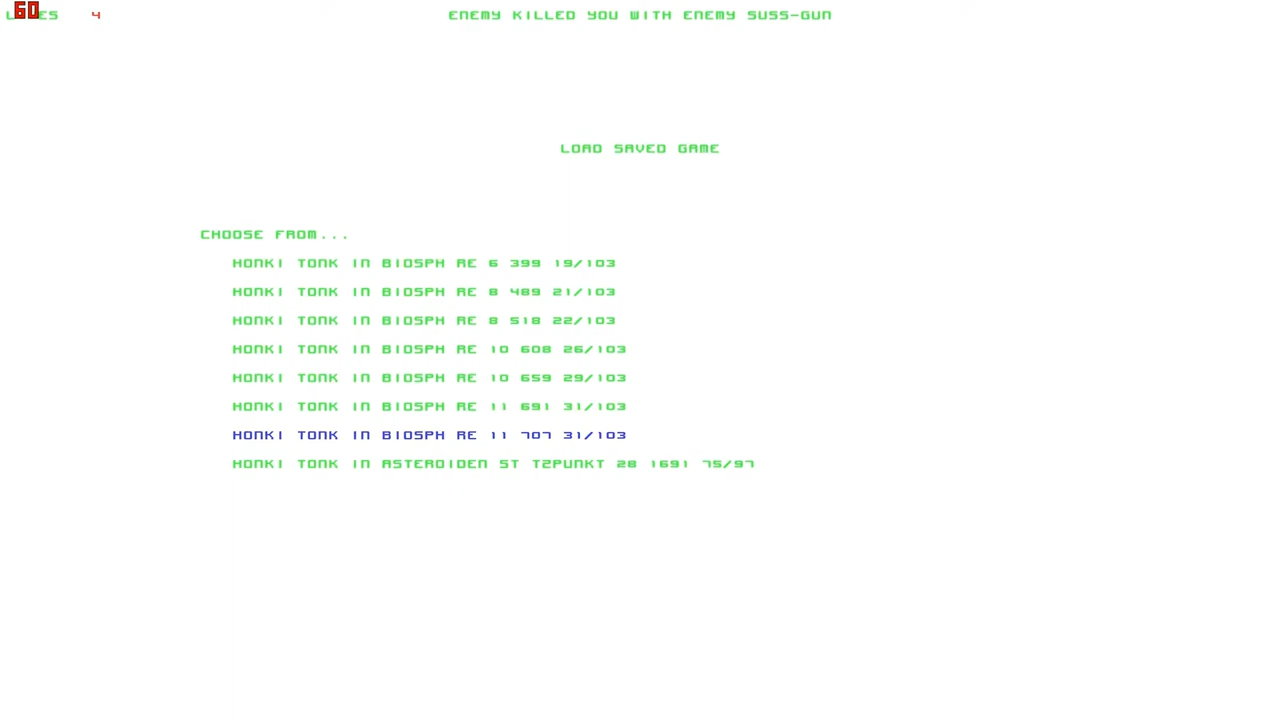 60
LIVES 4 ENEMY KILLED YOU WITH ENEMY SUSS-GUN
LOAD SAVED GAME
CHOOSE FROM...
HONKI TONK IN BIOSPH RE 6 399 19/103
HONKI TONK IN BIOSPH RE 8 489 21/103
HONKI TONK IN BIOSPH RE 8 518 22/103
HONKI TONK IN BIOSPH RE 10 608 26/103
HONKI TONK IN BIOSPH RE 10 659 29/103
HONKI TONK IN BIOSPH RE 11 691 31/103
HONKI TONK IN BIOSPH RE 11 707 31/103
HONKI TONK IN ASTEROIDEN ST TZPUNKT 28 1691 75/97